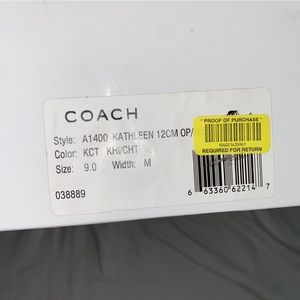 COACH
Style: A1400 KATHLEEN 12CM OP/
Color: KCT KHI/CHT
Size: 9.0 Width: M
038889
* PROOF OF PURCHASE *
REQUIRED FOR RETURN
6 63360 62214 7